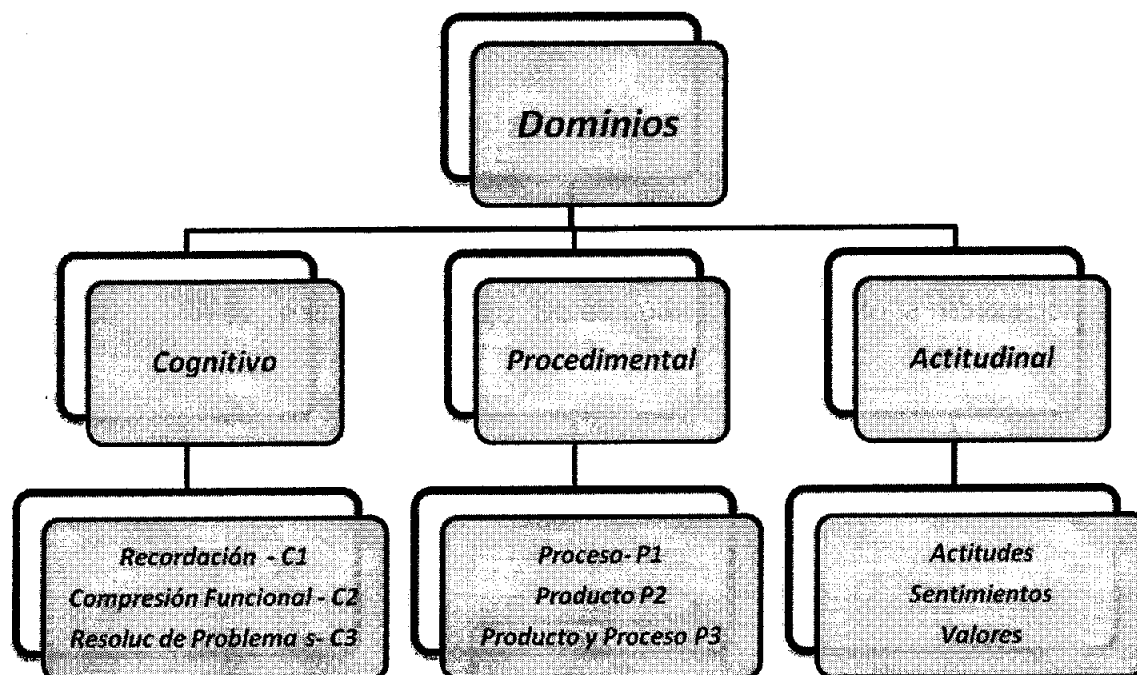 Domínios
Cognitivo
Procedimental
Actitudinal
Recordación - C1
Compresión Funcional - C2
Resoluc de Problema s- C3
Proceso- P1
Producto P2
Producto y Proceso P3
Actitudes
Sentimientos
Valores